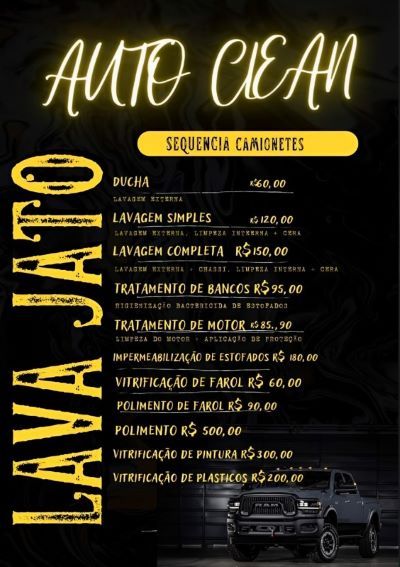 AUTO CLEAN
SEQUENCIA CAMIONETES
LAVA JATO
DUCHA R$60,00
LAVAGEM EXTERNA
LAVAGEM SIMPLES R$ 120,00
LAVAGEM EXTERNA, LIMPEZA INTERNA + CERA
LAVAGEM COMPLETA R$150,00
LAVAGEM EXTERNA + CHASSI, LIMPEZA INTERNA + CERA
TRATAMENTO DE BANCOS R$95,00
HIGIENIZAÇÃO BACTERICIDA DE ESTOFADOS
TRATAMENTO DE MOTOR R$85.,90
LIMPEZA DO MOTOR + APLICAÇÃO DE PROTEÇÃO
IMPERMEABILIZAÇÃO DE ESTOFADOS R$ 180,00
VITRIFICAÇÃO DE FAROL R$ 60,00
POLIMENTO DE FAROL R$ 90,00
POLIMENTO R$ 500,00
VITRIFICAÇÃO DE PINTURA R$300,00
VITRIFICAÇÃO DE PLASTICOS R$200,00
RAM